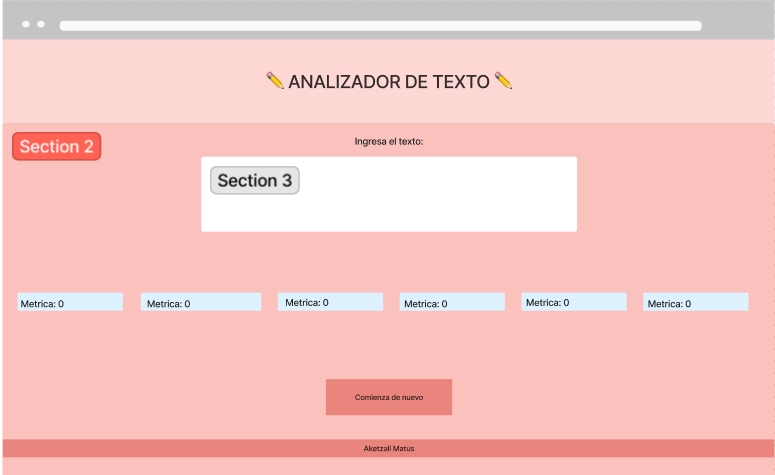 ✏️ ANALIZADOR DE TEXTO ✏️
Section 2
Ingresa el texto:
Section 3
Metrica: 0
Metrica: 0
Metrica: 0
Metrica: 0
Metrica: 0
Metrica: 0
Comienza de nuevo
Aketzali Matus